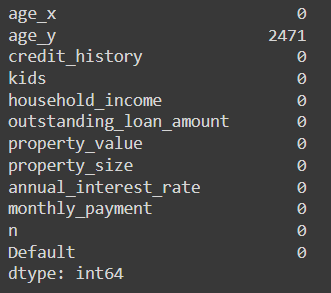 age_x 0
age_y 2471
credit_history 0
kids 0
household_income 0
outstanding_loan_amount 0
property_value 0
property_size 0
annual_interest_rate 0
monthly_payment 0
n 0
Default 0
dtype: int64